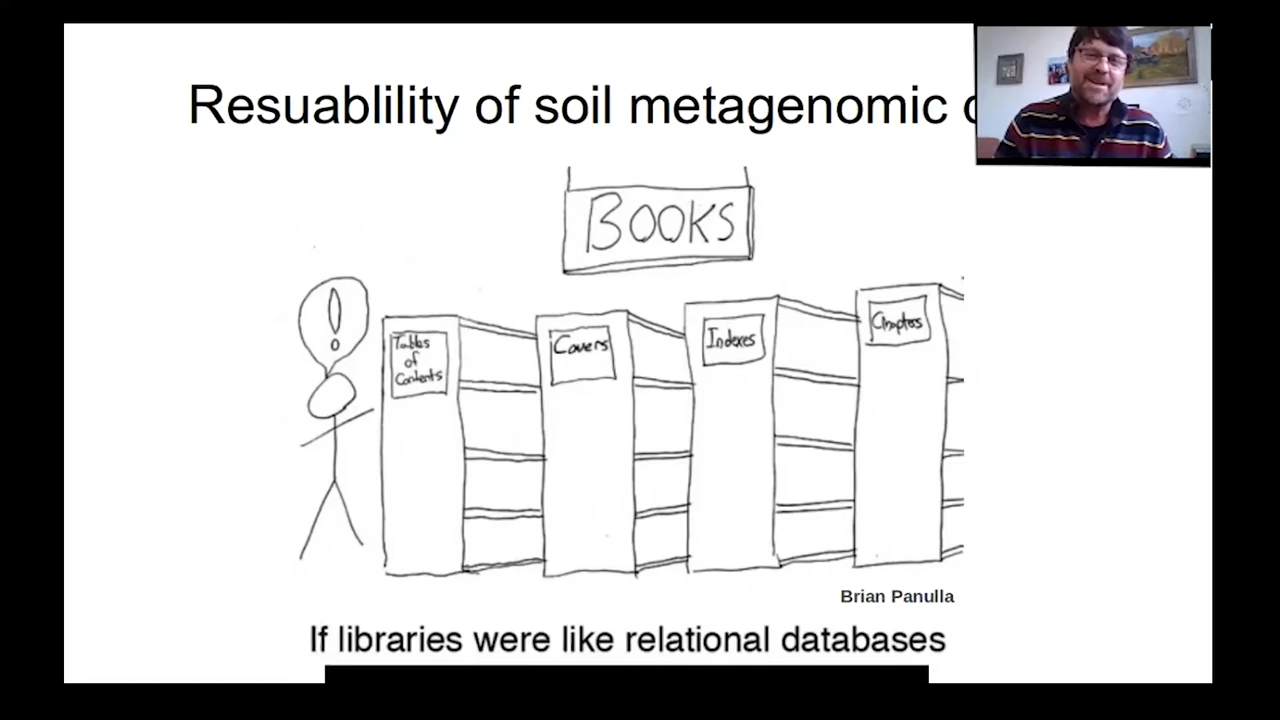 Resuablility of soil metagenomic
BOOKS
!
Tables
of
Contents
Covers
Indexes
Chapters
Brian Panulla
If libraries were like relational databases